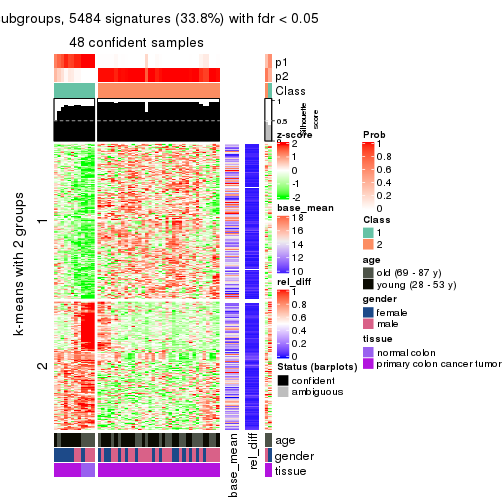 ubgroups, 5484 signatures (33.8%) with fdr < 0.05
48 confident samples
p1
p2
Class
1
0.5
0
Silhouette
score
k-means with 2 groups
1
2
z-score
2
1
0
-1
-2
base_mean
18
16
14
12
10
rel_diff
1
0.8
0.6
0.4
0.2
0
Status (barplots)
confident
ambiguous
Prob
1
0.8
0.6
0.4
0.2
0
Class
1
2
age
old (69 - 87 y)
young (28 - 53 y)
gender
female
male
tissue
normal colon
primary colon cancer tumor
age
gender
tissue
base_mean
rel_diff